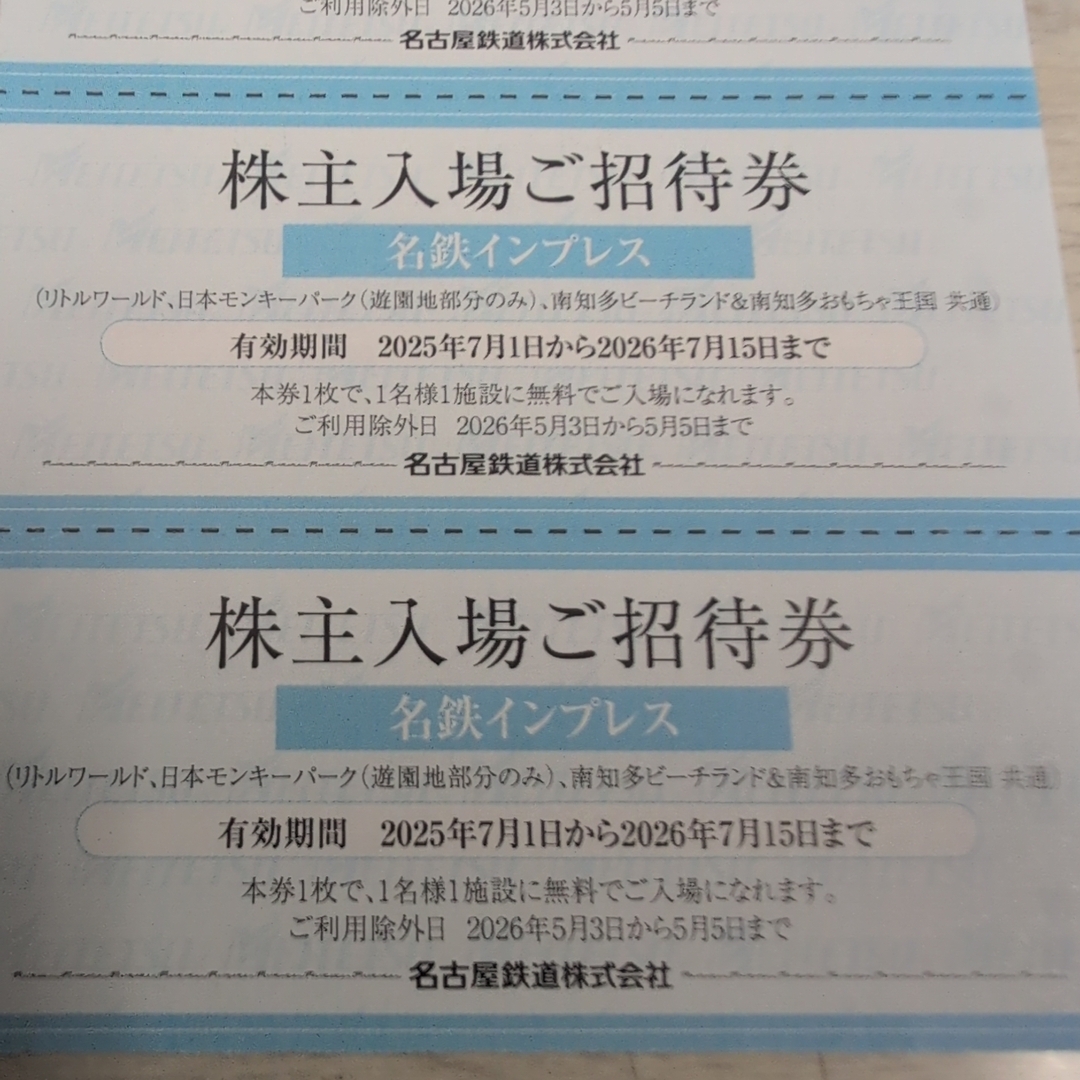 ご利用除外日 2026年5月3日から5月5日まで
名古屋鉄道株式会社
株主入場ご招待券
名鉄インプレス
(リトルワールド、日本モンキーパーク(遊園地部分のみ)、南知多ビーチランド&南知多おもちゃ王国 共通)
有効期間 2025年7月1日から2026年7月15日まで
本券1枚で、1名様1施設に無料でご入場になれます。
ご利用除外日 2026年5月3日から5月5日まで
名古屋鉄道株式会社
株主入場ご招待券
名鉄インプレス
(リトルワールド、日本モンキーパーク(遊園地部分のみ)、南知多ビーチランド&南知多おもちゃ王国 共通)
有効期間 2025年7月1日から2026年7月15日まで
本券1枚で、1名様1施設に無料でご入場になれます。
ご利用除外日 2026年5月3日から5月5日まで
名古屋鉄道株式会社